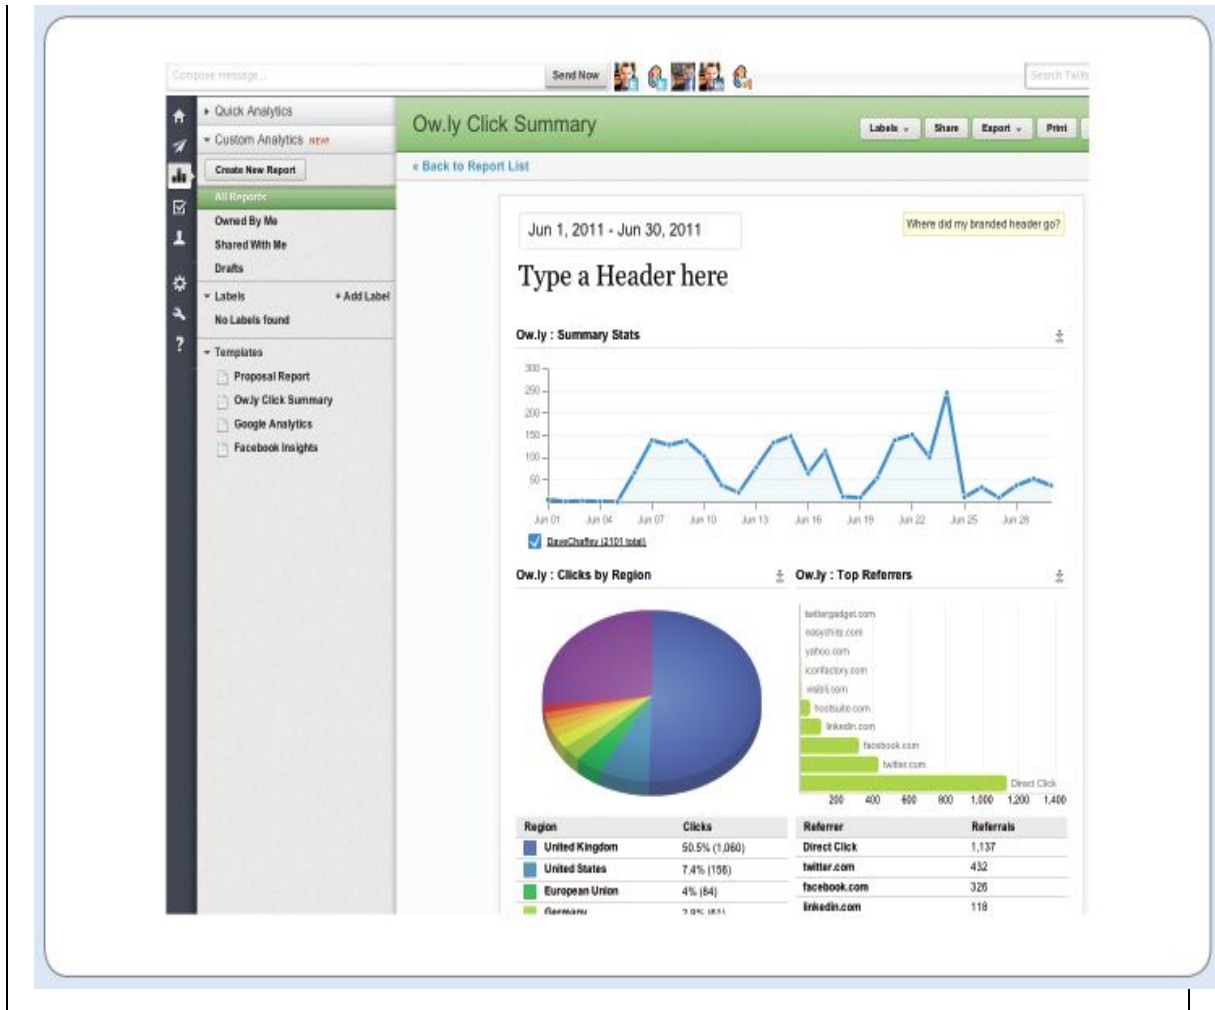 Compose message...
Send Now
Search Twitte
Quick Analytics
Custom Analytics NEW!
Create New Report
All Reports
Owned By Me
Shared With Me
Drafts
Labels + Add Label
No Labels found
Templates
Proposal Report
Ow.ly Click Summary
Google Analytics
Facebook Insights
Ow.ly Click Summary
Labels Share Export Print
« Back to Report List
Jun 1, 2011 - Jun 30, 2011
Where did my branded header go?
Type a Header here
Ow.ly : Summary Stats
300
250
200
150
100
50
Jun 01 Jun 04 Jun 07 Jun 10 Jun 13 Jun 16 Jun 19 Jun 22 Jun 25 Jun 28
DaveChaffey (2101 total)
Ow.ly : Clicks by Region
Region Clicks
United Kingdom 50.5% (1,060)
United States 7.4% (156)
European Union 4% (84)
Germany 2.9% (61)
Ow.ly : Top Referrers
twittergadget.com
easychirp.com
yahoo.com
iconfactory.com
visibli.com
hootsuite.com
linkedin.com
facebook.com
twitter.com
Direct Click
200 400 600 800 1,000 1,200 1,400
Referrer Referrals
Direct Click 1,137
twitter.com 432
facebook.com 326
linkedin.com 118